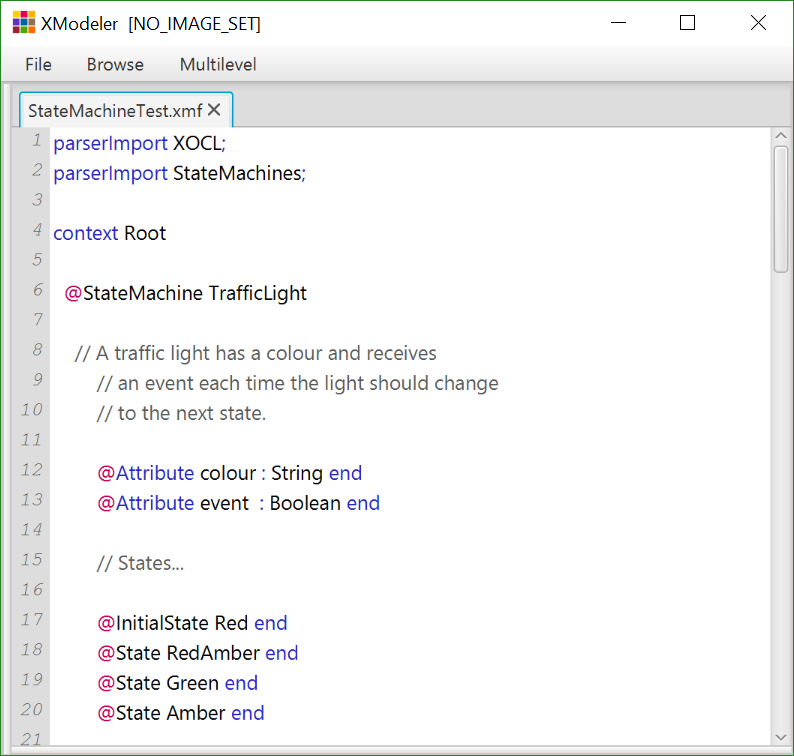 XModeler [NO_IMAGE_SET]
File Browse Multilevel
StateMachineTest.xmf
1 parserImport XOCL;
2 parserImport StateMachines;
3
4 context Root
5
6 @StateMachine TrafficLight
7
8 // A traffic light has a colour and receives
9 // an event each time the light should change
10 // to the next state.
11
12 @Attribute colour : String end
13 @Attribute event : Boolean end
14
15 // States...
16
17 @InitialState Red end
18 @State RedAmber end
19 @State Green end
20 @State Amber end
21